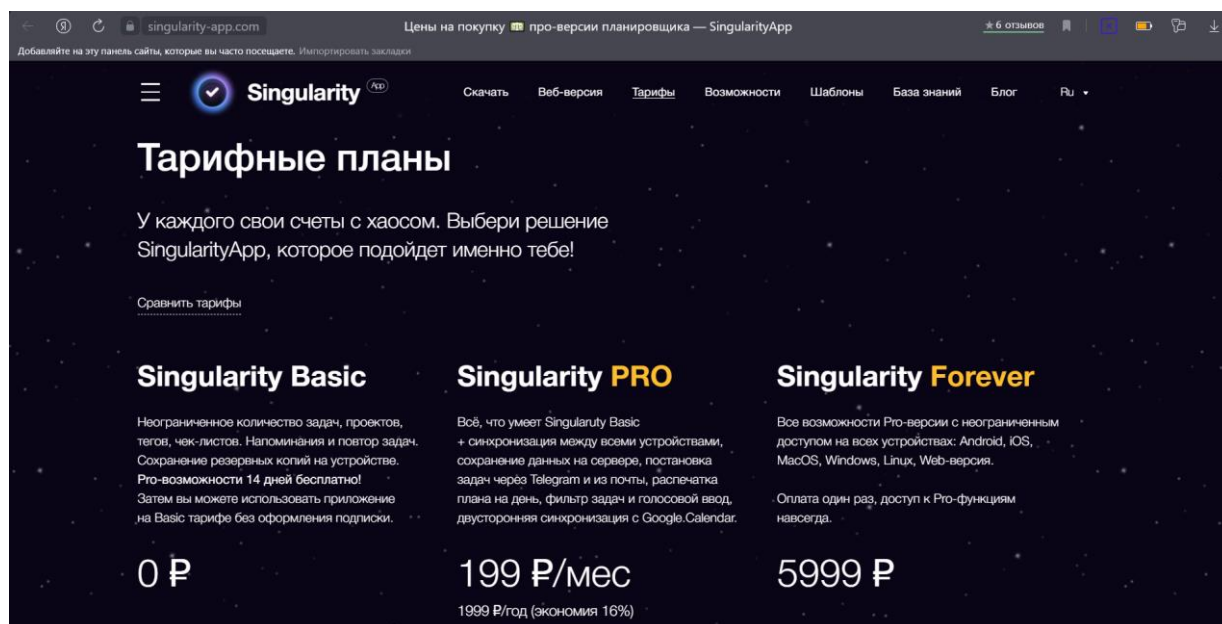 singularity-app.com
Цены на покупку про-версии планировщика — SingularityApp
★ 6 отзывов
Добавляйте на эту панель сайты, которые вы часто посещаете. Импортировать закладки
Singularity App
Скачать Веб-версия Тарифы Возможности Шаблоны База знаний Блог Ru
Тарифные планы
У каждого свои счеты с хаосом. Выбери решение
SingularityApp, которое подойдет именно тебе!
Сравнить тарифы
Singularity Basic
Неограниченное количество задач, проектов,
тегов, чек-листов. Напоминания и повтор задач.
Сохранение резервных копий на устройстве.
Pro-возможности 14 дней бесплатно!
Затем вы можете использовать приложение
на Basic тарифе без оформления подписки.
0 ₽
Singularity PRO
Всё, что умеет Singularuty Basic
+ синхронизация между всеми устройствами,
сохранение данных на сервере, постановка
задач через Telegram и из почты, распечатка
плана на день, фильтр задач и голосовой ввод,
двусторонняя синхронизация с Google.Calendar.
199 ₽/мес
1999 ₽/год (экономия 16%)
Singularity Forever
Все возможности Pro-версии с неограниченным
доступом на всех устройствах: Android, iOS,
MacOS, Windows, Linux, Web-версия.
Оплата один раз, доступ к Pro-функциям
навсегда.
5999 ₽